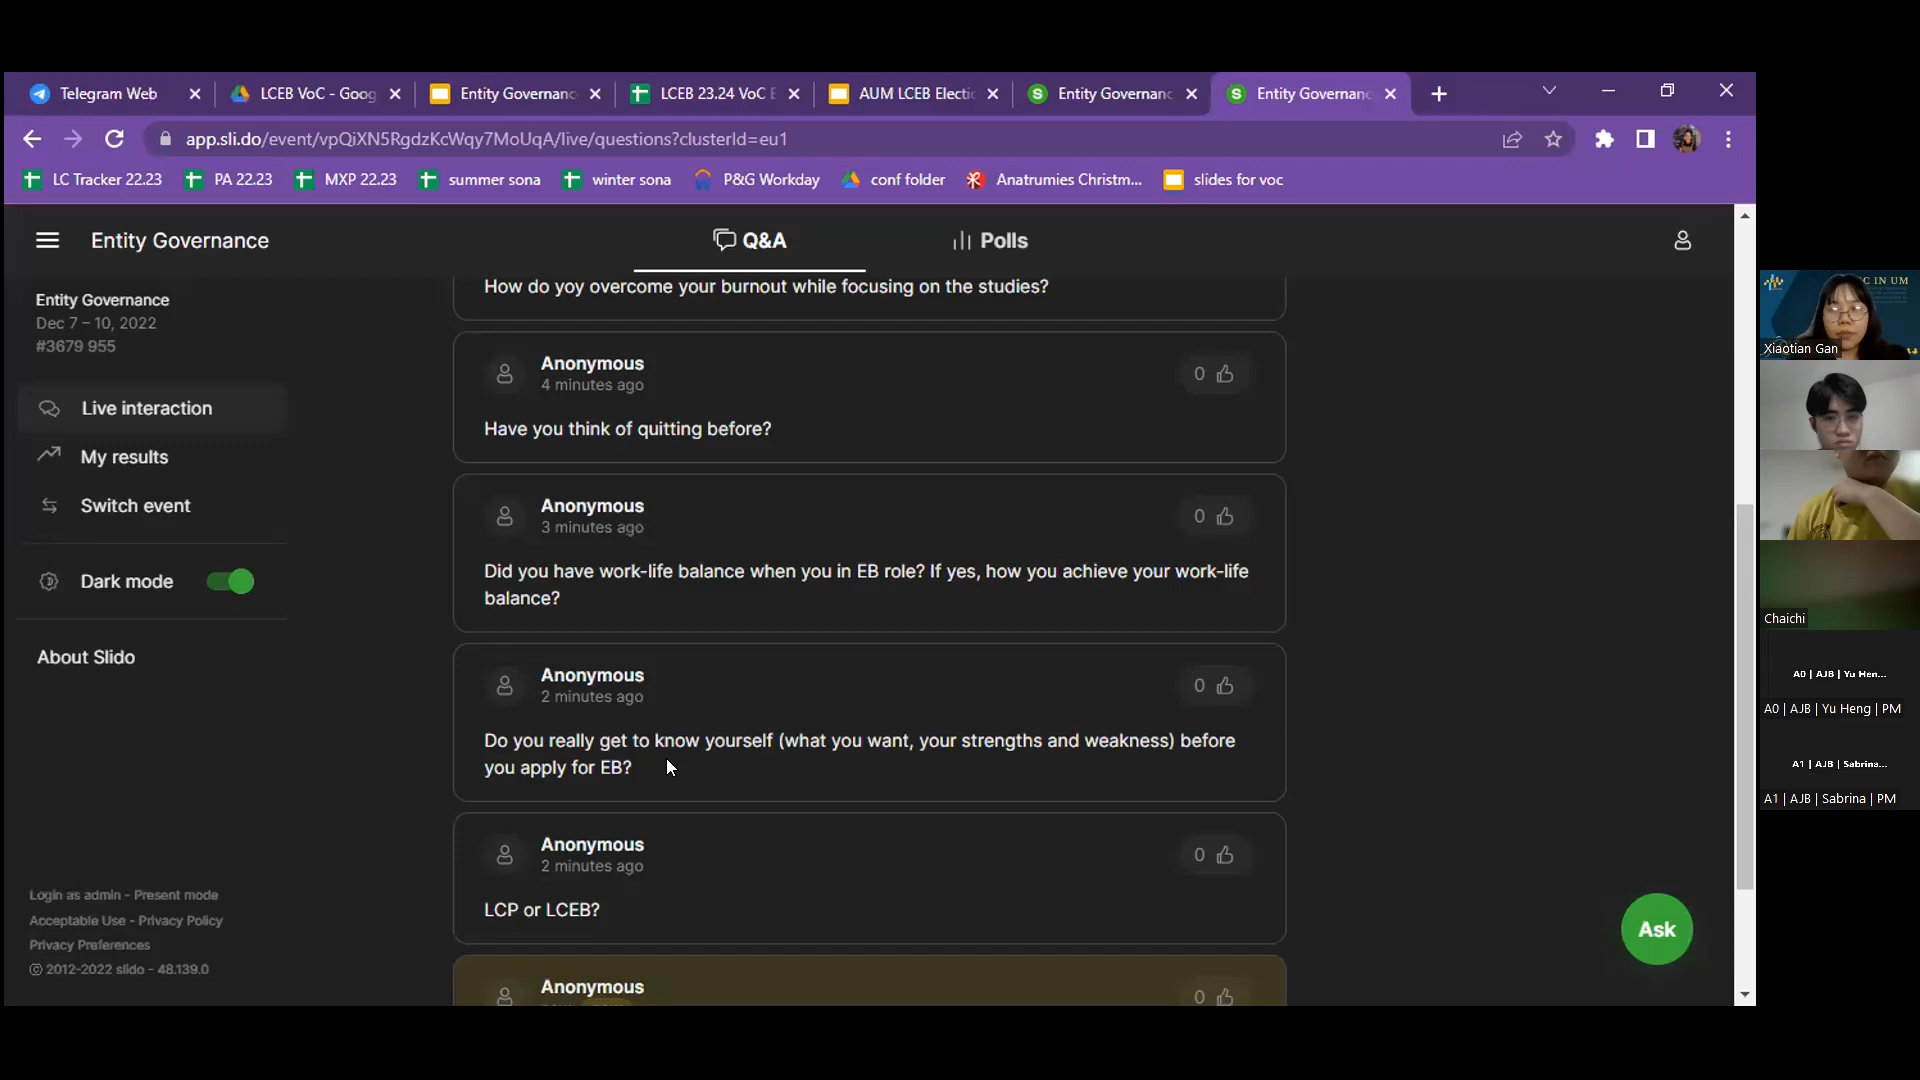 Telegram Web
LCEB VoC - Goog
Entity Governanc
LCEB 23.24 VoC E
AUM LCEB Electic
Entity Governanc
Entity Governanc
app.sli.do/event/vpQiXN5RgdzKcWqy7MoUqA/live/questions?clusterId=eu1
LC Tracker 22.23
PA 22.23
MXP 22.23
summer sona
winter sona
P&G Workday
conf folder
Anatrumies Christm...
slides for voc
Entity Governance
Q&A
Polls
Entity Governance
Dec 7 – 10, 2022
#3679 955
Live interaction
My results
Switch event
Dark mode
About Slido
Login as admin - Present mode
Acceptable Use - Privacy Policy
Privacy Preferences
© 2012-2022 slido - 48.139.0
How do yoy overcome your burnout while focusing on the studies?
Anonymous
4 minutes ago
0
Have you think of quitting before?
Anonymous
3 minutes ago
0
Did you have work-life balance when you in EB role? If yes, how you achieve your work-life
balance?
Anonymous
2 minutes ago
0
Do you really get to know yourself (what you want, your strengths and weakness) before
you apply for EB?
Anonymous
2 minutes ago
0
LCP or LCEB?
Anonymous
0
Ask
C IN UM
Xiaotian Gan
Chaichi
A0 | AJB | Yu Hen...
A0 | AJB | Yu Heng | PM
A1 | AJB | Sabrina...
A1 | AJB | Sabrina | PM